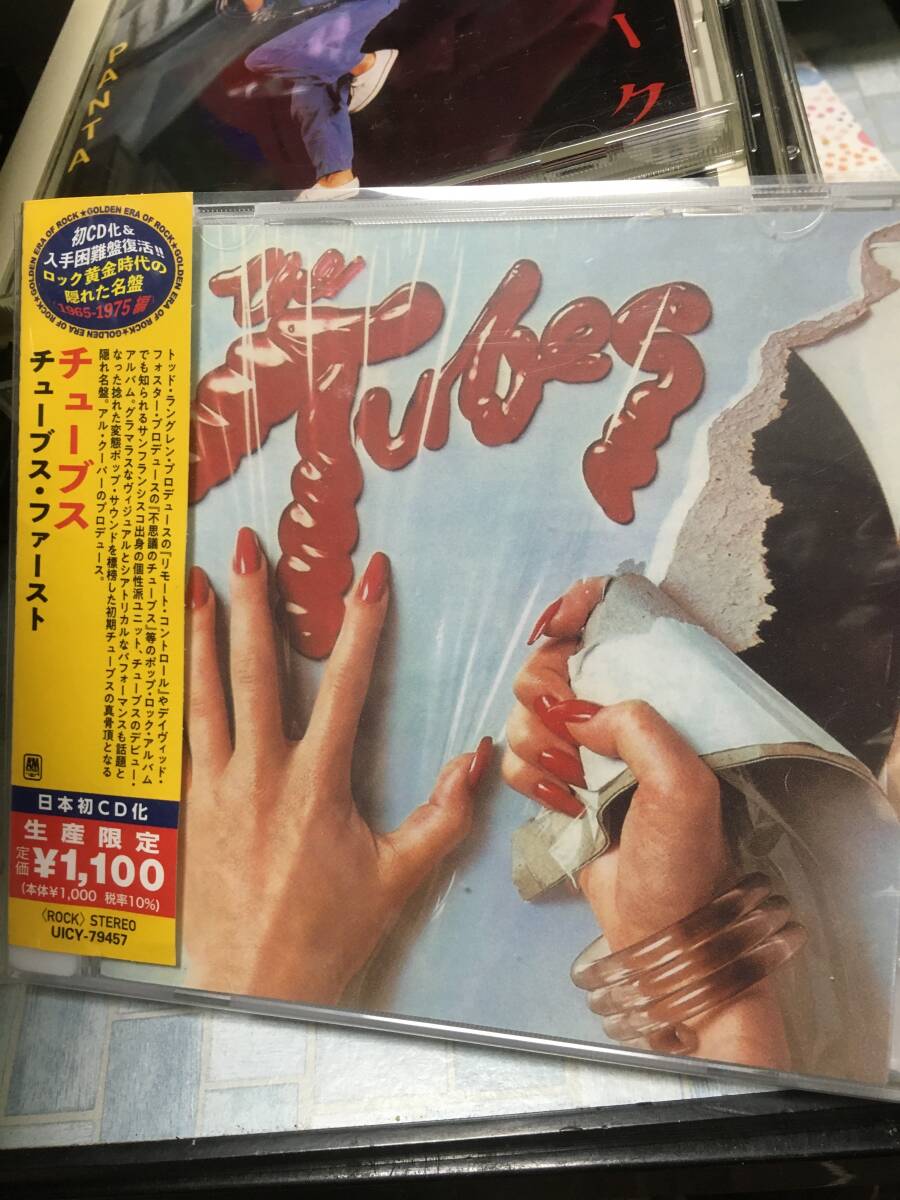 PANTA
ーク
★GOLDEN ERA OF ROCK★GOLDEN ERA OF ROCK★GOLDEN ERA OF ROCK
初CD化&
入手困難盤復活!!
ロック黄金時代の
隠れた名盤
1965-1975編
チューブス
チューブス・ファースト
トッド・ラングレン・プロデュースの『リモート・コントロール』やデイヴィッド・
フォスター・プロデュースの『不思議のチューブス』等のポップ・ロック・アルバム
でも知られるサンフランシスコ出身の個性派ユニット、チューブスのデビュー・
アルバム。グラマラスなヴィジュアルとシアトリカルなパフォーマンスも話題と
なった捻れた変態ポップ・サウンドを標榜した初期チューブスの真骨頂となる
隠れ名盤。アル・クーパーのプロデュース。
A&M
日本初CD化
生産限定
定価 ¥1,100
(本体¥1,000 税率10%)
〈ROCK〉 STEREO
UICY-79457
The
Tubes